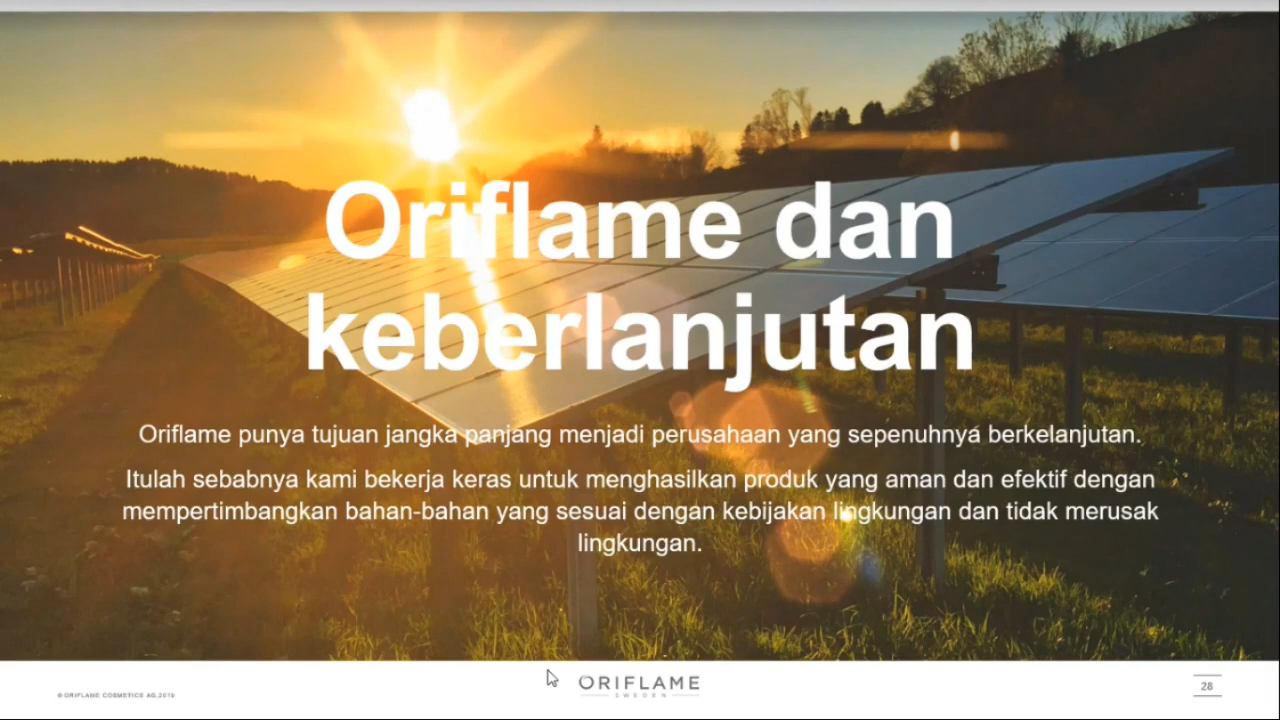 Oriflame dan
keberlanjutan
Oriflame punya tujuan jangka panjang menjadi perusahaan yang sepenuhnya berkelanjutan.
Itulah sebabnya kami bekerja keras untuk menghasilkan produk yang aman dan efektif dengan
mempertimbangkan bahan-bahan yang sesuai dengan kebijakan lingkungan dan tidak merusak
lingkungan.
© ORIFLAME COSMETICS AG, 2019
ORIFLAME
SWEDEN
28